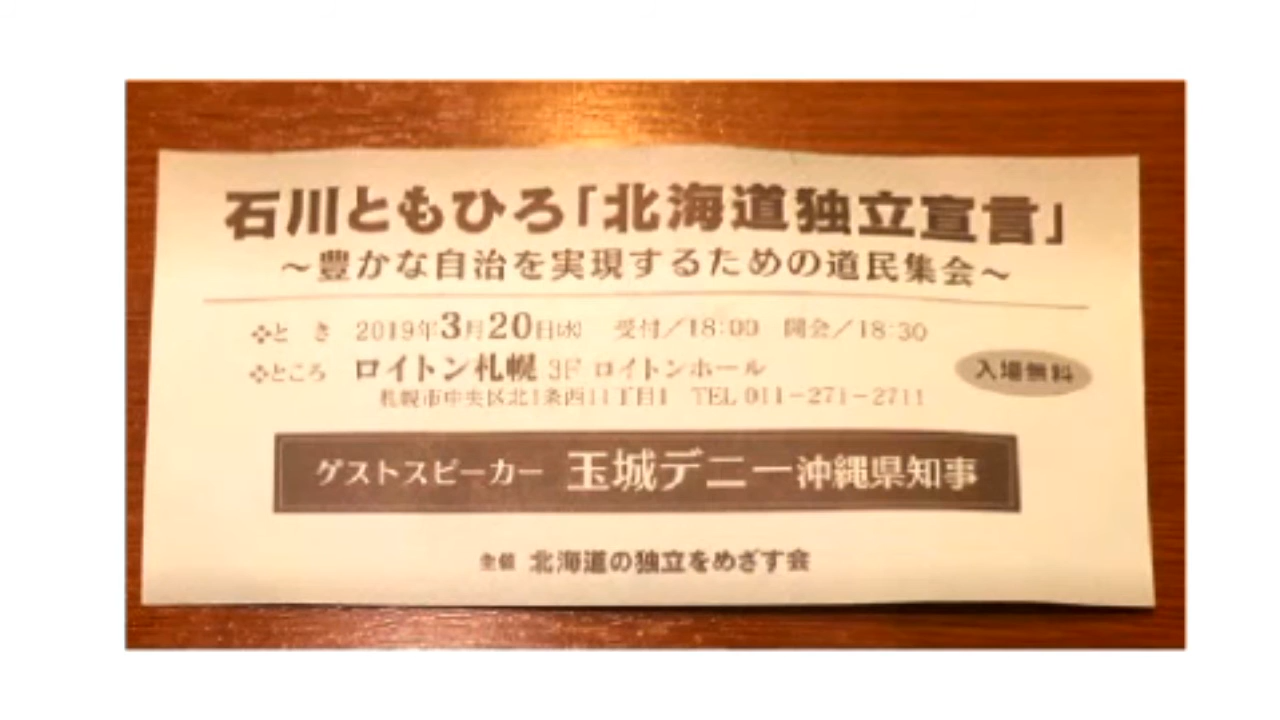 石川ともひろ「北海道独立宣言」
～豊かな自治を実現するための道民集会～
❖と き 2019年3月20日㈬ 受付／18:00 開会／18:30
❖ところ ロイトン札幌 3F ロイトンホール
入場無料
札幌市中央区北1条西11丁目1 TEL 011-271-2711
ゲストスピーカー 玉城デニー沖縄県知事
主催 北海道の独立をめざす会